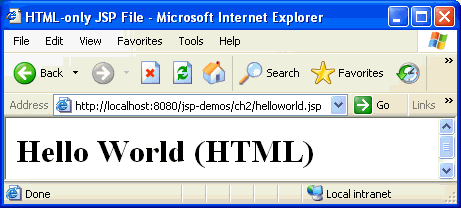 HTML-only JSP File - Microsoft Internet Explorer
File Edit View Favorites Tools Help
Back Search Favorites »
Address http://localhost:8080/jsp-demos/ch2/helloworld.jsp Go Links »
Hello World (HTML)
Done Local intranet